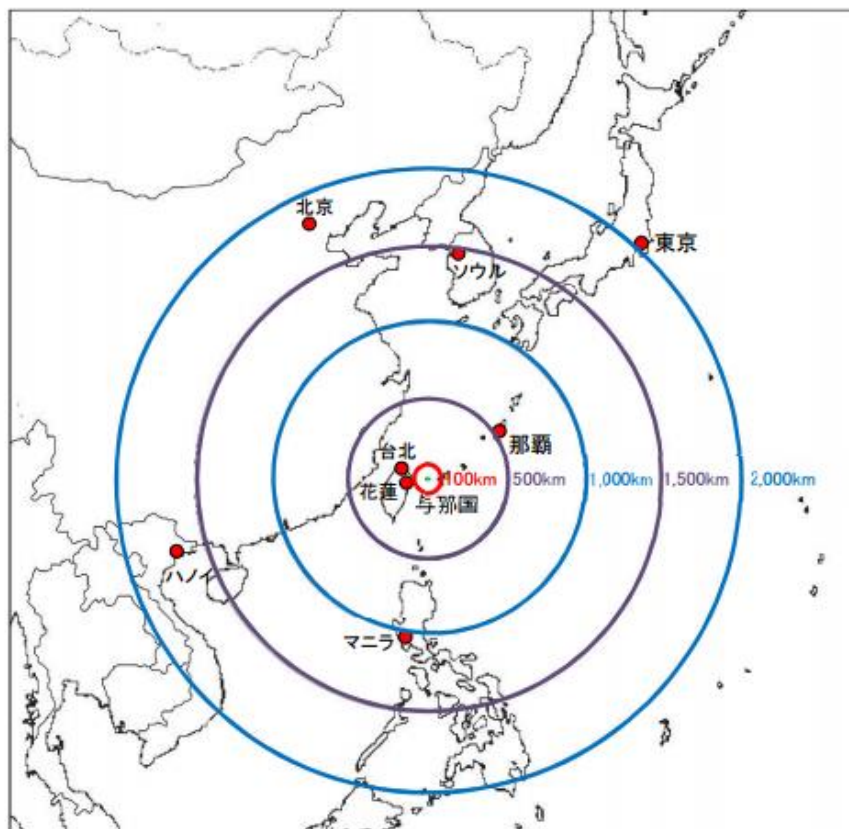 北京
東京
ソウル
那覇
台北
花蓮
100km
500km
1,000km
1,500km
2,000km
与那国
ハノイ
マニラ